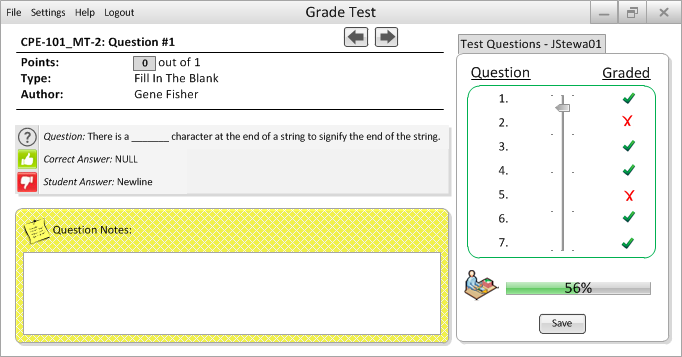 File Settings Help Logout
Grade Test
CPE-101_MT-2: Question #1
Points: 0 out of 1
Type: Fill In The Blank
Author: Gene Fisher
Question: There is a _______ character at the end of a string to signify the end of the string.
Correct Answer: NULL
Student Answer: Newline
Question Notes:
Test Questions - JStewa01
Question Graded
1.
2.
3.
4.
5.
6.
7.
56%
Save